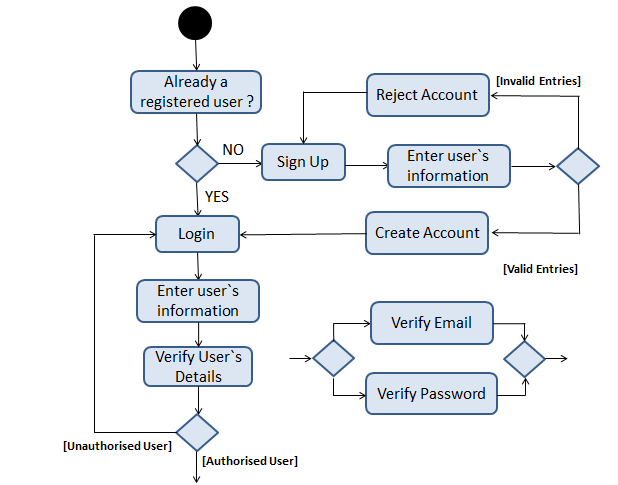 Already a
registered user ?
[Invalid Entries]
Reject Account
NO
Sign Up
Enter user`s
information
YES
Login
Create Account
[Valid Entries]
Enter user`s
information
Verify User`s
Details
Verify Email
Verify Password
[Unauthorised User]
[Authorised User]